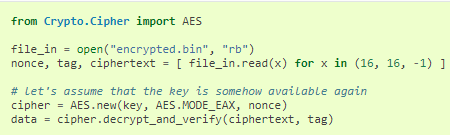 from Crypto.Cipher import AES
file_in = open("encrypted.bin", "rb")
nonce, tag, ciphertext = [ file_in.read(x) for x in (16, 16, -1) ]
# let's assume that the key is somehow available again
cipher = AES.new(key, AES.MODE_EAX, nonce)
data = cipher.decrypt_and_verify(ciphertext, tag)